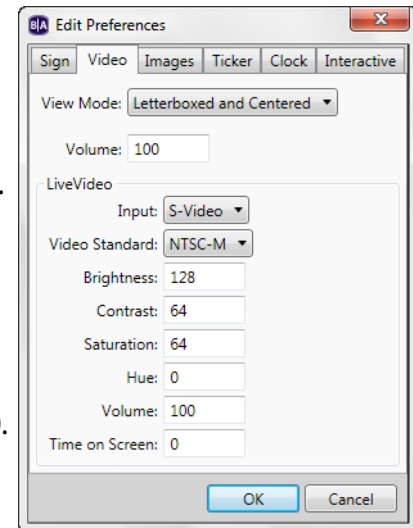 B|A Edit Preferences
Sign Video Images Ticker Clock Interactive
View Mode: Letterboxed and Centered
Volume: 100
.
LiveVideo
Input: S-Video
Video Standard: NTSC-M
Brightness: 128
Contrast: 64
Saturation: 64
Hue: 0
Volume: 100
).
Time on Screen: 0
OK Cancel